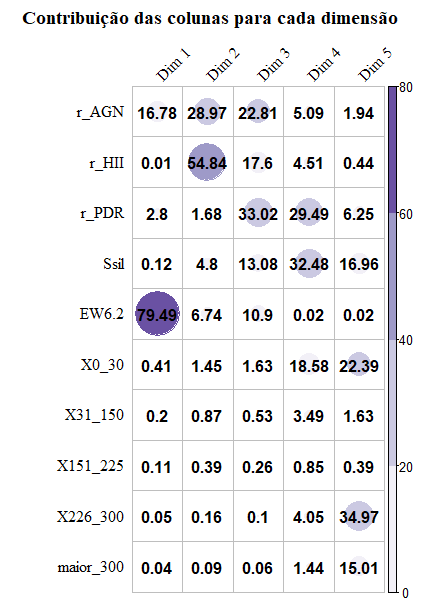 Contribuição das colunas para cada dimensão
Dim 1 Dim 2 Dim 3 Dim 4 Dim 5
r_AGN 16.78 28.97 22.81 5.09 1.94
r_HII 0.01 54.84 17.6 4.51 0.44
r_PDR 2.8 1.68 33.02 29.49 6.25
Ssil 0.12 4.8 13.08 32.48 16.96
EW6.2 79.49 6.74 10.9 0.02 0.02
X0_30 0.41 1.45 1.63 18.58 22.39
X31_150 0.2 0.87 0.53 3.49 1.63
X151_225 0.11 0.39 0.26 0.85 0.39
X226_300 0.05 0.16 0.1 4.05 34.97
maior_300 0.04 0.09 0.06 1.44 15.01
80
60
40
20
0